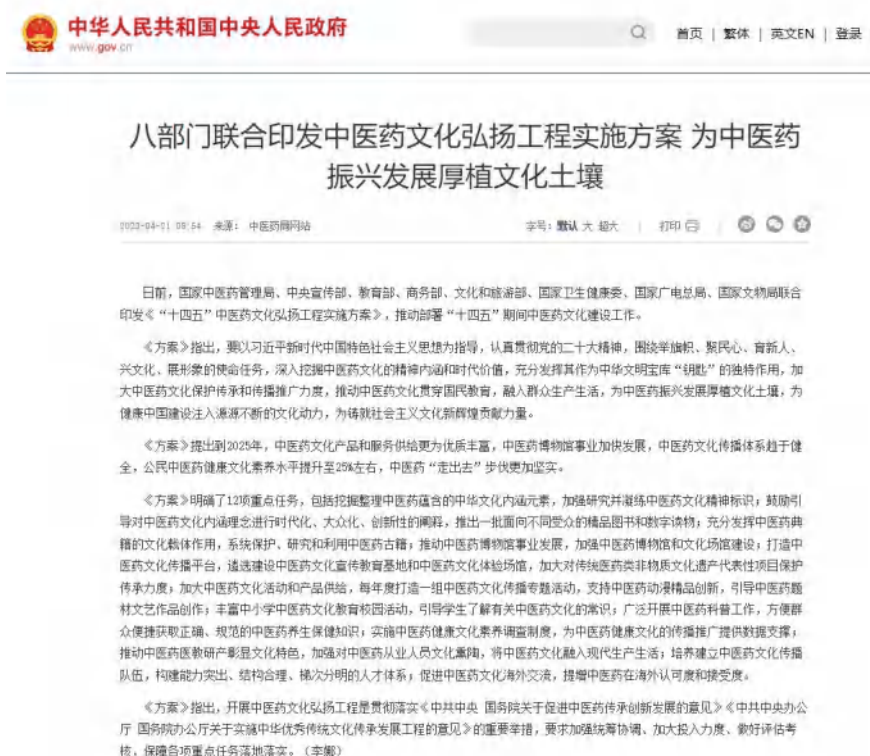 中华人民共和国中央人民政府
www.gov.cn
首页 | 繁体 | 英文EN | 登录
八部门联合印发中医药文化弘扬工程实施方案 为中医药
振兴发展厚植文化土壤
2023-04-01 08:54 来源： 中医药局网站
字号：默认 大 超大 | 打印 |
日前，国家中医药管理局、中央宣传部、教育部、商务部、文化和旅游部、国家卫生健康委、国家广电总局、国家文物局联合
印发《“十四五”中医药文化弘扬工程实施方案》，推动部署“十四五”期间中医药文化建设工作。
《方案》指出，要以习近平新时代中国特色社会主义思想为指导，认真贯彻党的二十大精神，围绕举旗帜、聚民心、育新人、
兴文化、展形象的使命任务，深入挖掘中医药文化的精神内涵和时代价值，充分发挥其作为中华文明宝库“钥匙”的独特作用，加
大中医药文化保护传承和传播推广力度，推动中医药文化贯穿国民教育，融入群众生产生活，为中医药振兴发展厚植文化土壤，为
健康中国建设注入源源不断的文化动力，为铸就社会主义文化新辉煌贡献力量。
《方案》提出到2025年，中医药文化产品和服务供给更为优质丰富，中医药博物馆事业加快发展，中医药文化传播体系趋于健
全，公民中医药健康文化素养水平提升至25%左右，中医药“走出去”步伐更加坚实。
《方案》明确了12项重点任务，包括挖掘整理中医药蕴含的中华文化内涵元素，加强研究并凝练中医药文化精神标识；鼓励引
导对中医药文化内涵理念进行时代化、大众化、创新性的阐释，推出一批面向不同受众的精品图书和数字读物；充分发挥中医药典
籍的文化载体作用，系统保护、研究和利用中医药古籍；推动中医药博物馆事业发展，加强中医药博物馆和文化场馆建设；打造中
医药文化传播平台，遴选建设中医药文化宣传教育基地和中医药文化体验场馆，加大对传统医药类非物质文化遗产代表性项目保护
传承力度；加大中医药文化活动和产品供给，每年度打造一组中医药文化传播专题活动，支持中医药动漫精品创新，引导中医药题
材文艺作品创作；丰富中小学中医药文化教育校园活动，引导学生了解有关中医药文化的常识；广泛开展中医药科普工作，方便群
众便捷获取正确、规范的中医药养生保健知识；实施中医药健康文化素养调查制度，为中医药健康文化的传播推广提供数据支撑；
推动中医药医教研产彰显文化特色，加强对中医药从业人员文化熏陶，将中医药文化融入现代生产生活；培养建立中医药文化传播
队伍，构建能力突出、结构合理、梯次分明的人才体系；促进中医药文化海外交流，提增中医药在海外认可度和接受度。
《方案》指出，开展中医药文化弘扬工程是贯彻落实《中共中央 国务院关于促进中医药传承创新发展的意见》《中共中央办公
厅 国务院办公厅关于实施中华优秀传统文化传承发展工程的意见》的重要举措，要求加强统筹协调、加大投入力度、做好评估考
核，保障各项重点任务落地落实。（李娜）